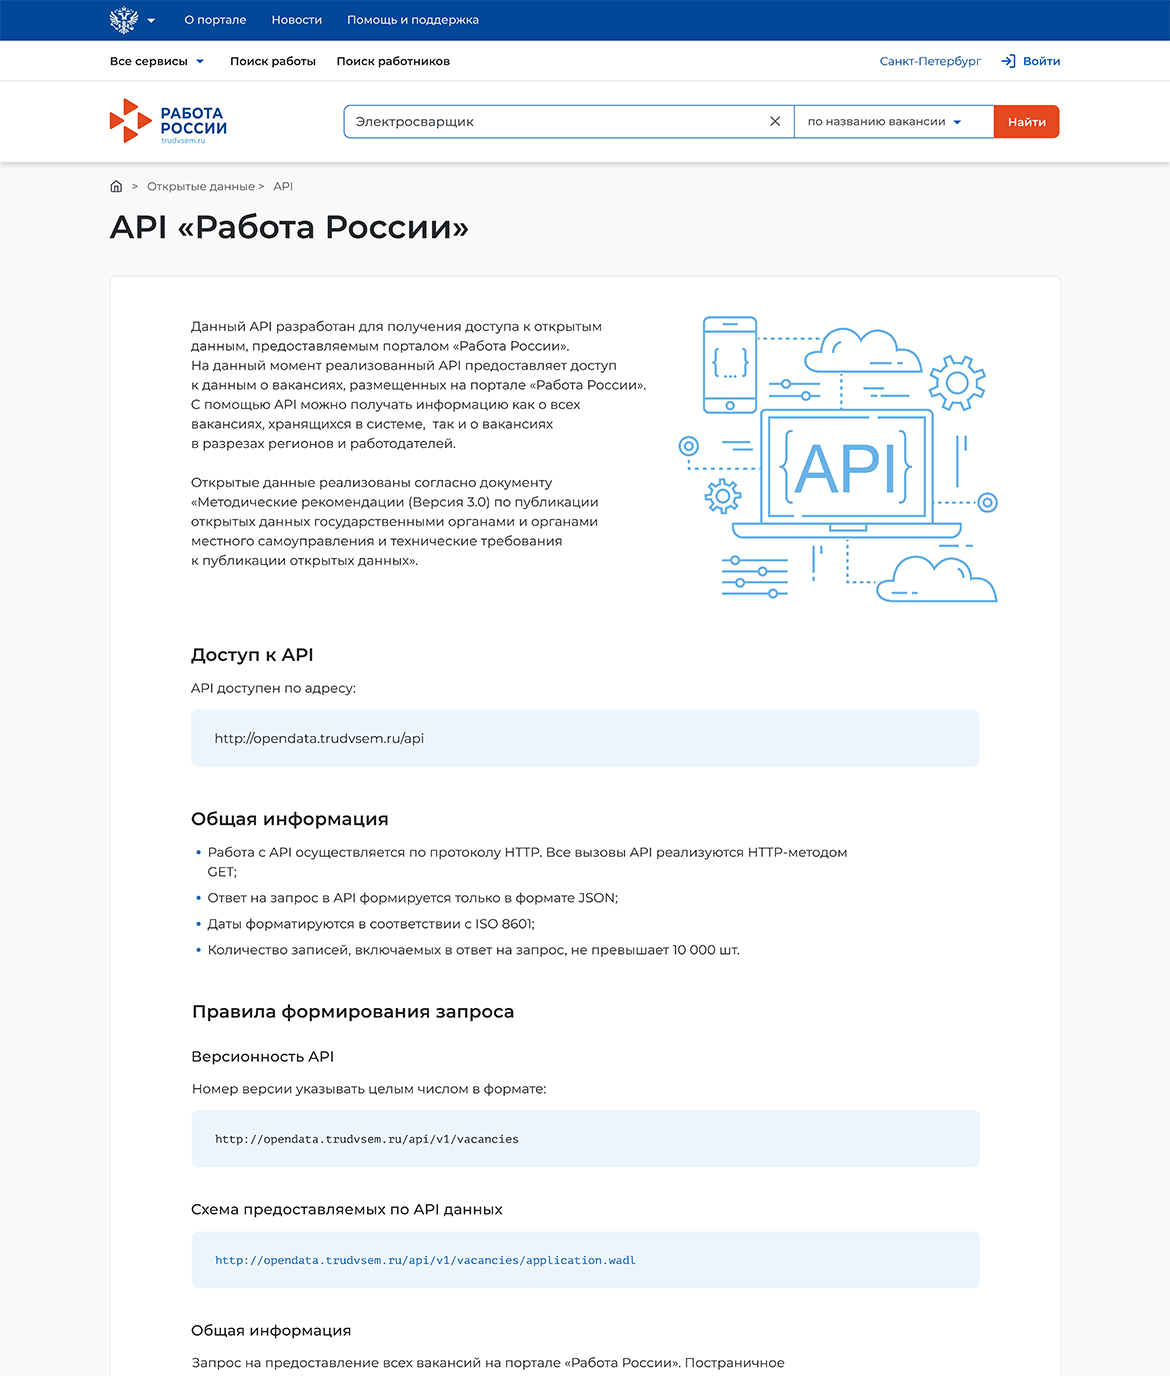 О портале Новости Помощь и поддержка
Все сервисы Поиск работы Поиск работников Санкт-Петербург Войти
РАБОТА РОССИИ
trudvsem.ru
Электросварщик по названию вакансии Найти
> Открытые данные > API
API «Работа России»
Данный API разработан для получения доступа к открытым
данным, предоставляемым порталом «Работа России».
На данный момент реализованный API предоставляет доступ
к данным о вакансиях, размещенных на портале «Работа России».
С помощью API можно получать информацию как о всех
вакансиях, хранящихся в системе, так и о вакансиях
в разрезах регионов и работодателей.
{...}
{API}
Открытые данные реализованы согласно документу
«Методические рекомендации (Версия 3.0) по публикации
открытых данных государственными органами и органами
местного самоуправления и технические требования
к публикации открытых данных».
Доступ к API
API доступен по адресу:
http://opendata.trudvsem.ru/api
Общая информация
• Работа с API осуществляется по протоколу HTTP. Все вызовы API реализуются HTTP-методом
GET;
• Ответ на запрос в API формируется только в формате JSON;
• Даты форматируются в соответствии с ISO 8601;
• Количество записей, включаемых в ответ на запрос, не превышает 10 000 шт.
Правила формирования запроса
Версионность API
Номер версии указывать целым числом в формате:
http://opendata.trudvsem.ru/api/v1/vacancies
Схема предоставляемых по API данных
http://opendata.trudvsem.ru/api/v1/vacancies/application.wadl
Общая информация
Запрос на предоставление всех вакансий на портале «Работа России». Постраничное